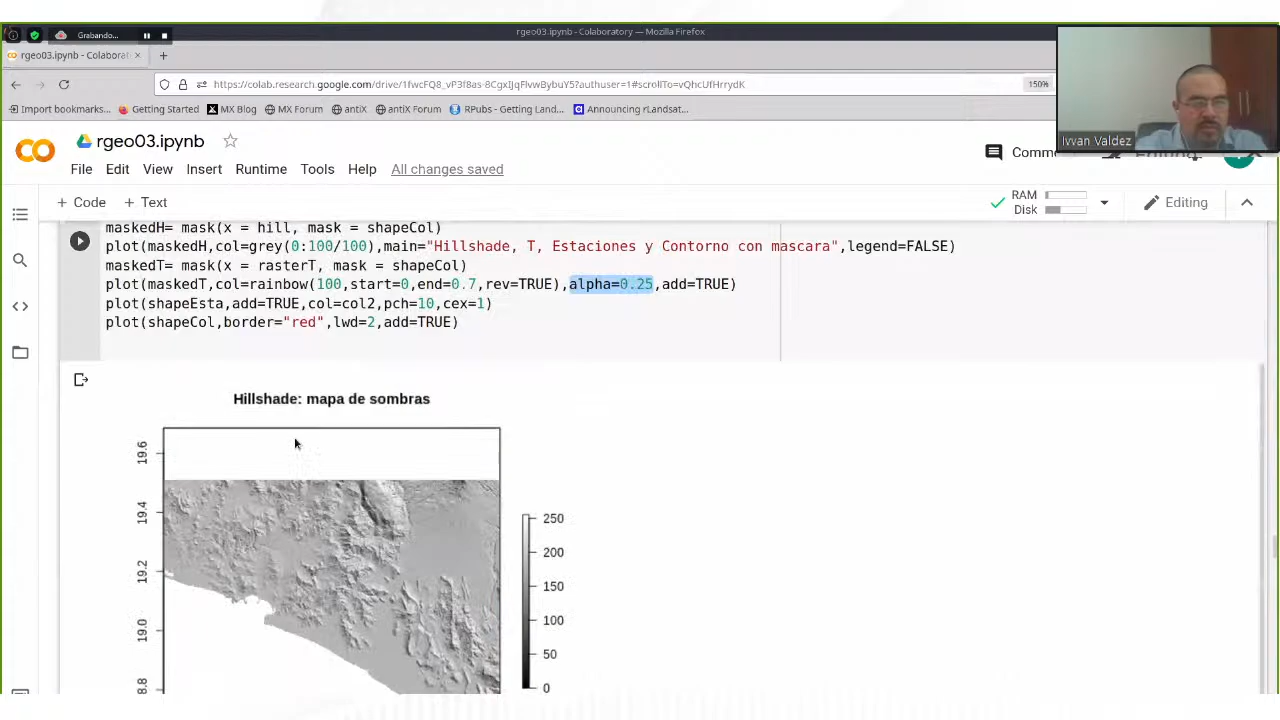 Grabando...
rgeo03.ipynb - Colaboratory — Mozilla Firefox
rgeo03.ipynb - Colaborat
https://colab.research.google.com/drive/1fwcFQ8_vP3f8as-8CgxIJqFlvwBybuY5?authuser=1#scrollTo=vQhcUfHrrydK
150%
Import bookmarks... Getting Started MX Blog MX Forum antiX antiX Forum RPubs - Getting Land... Announcing rLandsat...
Ivvan Valdez
rgeo03.ipynb
File Edit View Insert Runtime Tools Help All changes saved
+ Code + Text
RAM
Disk
Editing
maskedH= mask(x = hill, mask = shapeCol)
plot(maskedH,col=grey(0:100/100),main="Hillshade, T, Estaciones y Contorno con mascara",legend=FALSE)
maskedT= mask(x = rasterT, mask = shapeCol)
plot(maskedT,col=rainbow(100,start=0,end=0.7,rev=TRUE),alpha=0.25,add=TRUE)
plot(shapeEsta,add=TRUE,col=col2,pch=10,cex=1)
plot(shapeCol,border="red",lwd=2,add=TRUE)
Hillshade: mapa de sombras
19.6
19.4
19.2
19.0
250
200
150
100
50
0